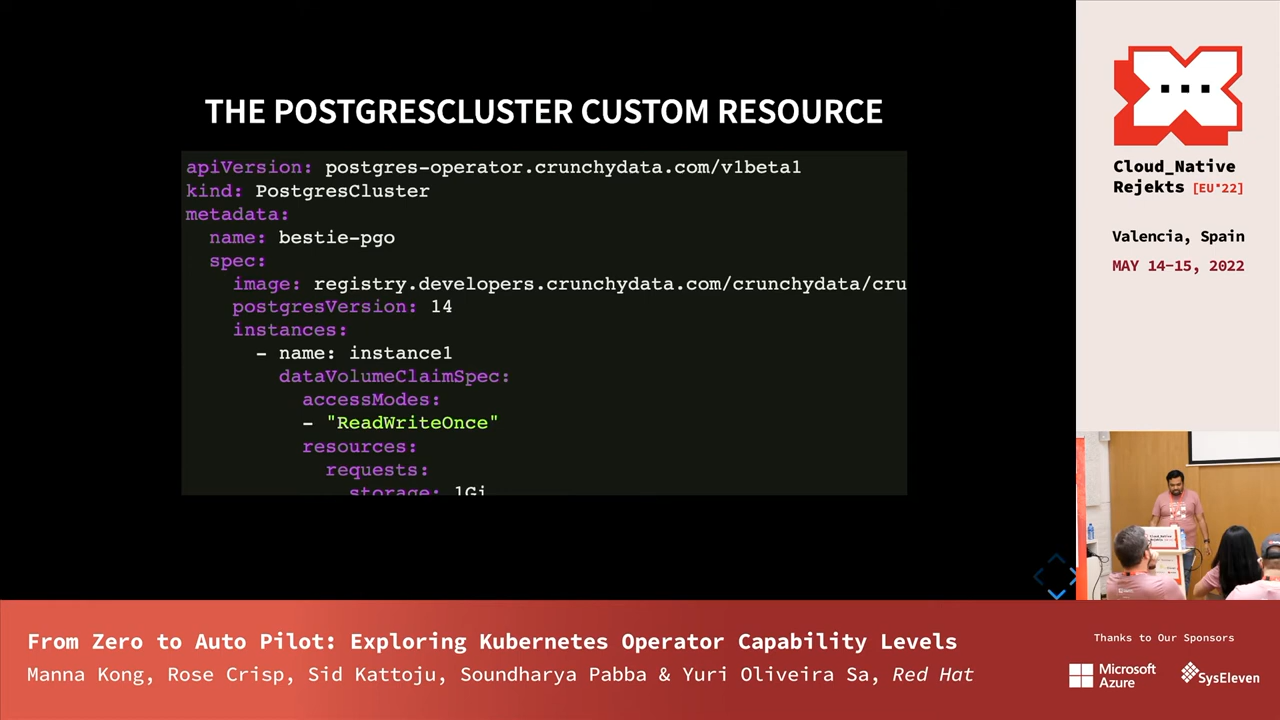 THE POSTGRESCLUSTER CUSTOM RESOURCE
apiVersion: postgres-operator.crunchydata.com/v1beta1
kind: PostgresCluster
metadata:
name: bestie-pgo
spec:
image: registry.developers.crunchydata.com/crunchydata/cru
postgresVersion: 14
instances:
- name: instance1
dataVolumeClaimSpec:
accessModes:
- "ReadWriteOnce"
resources:
requests:
storage: 1Gi
Cloud_Native
Rejekts [EU*22]
Valencia, Spain
MAY 14-15, 2022
From Zero to Auto Pilot: Exploring Kubernetes Operator Capability Levels
Manna Kong, Rose Crisp, Sid Kattoju, Soundharya Pabba & Yuri Oliveira Sa, Red Hat
Thanks to Our Sponsors
Microsoft
Azure
SysEleven